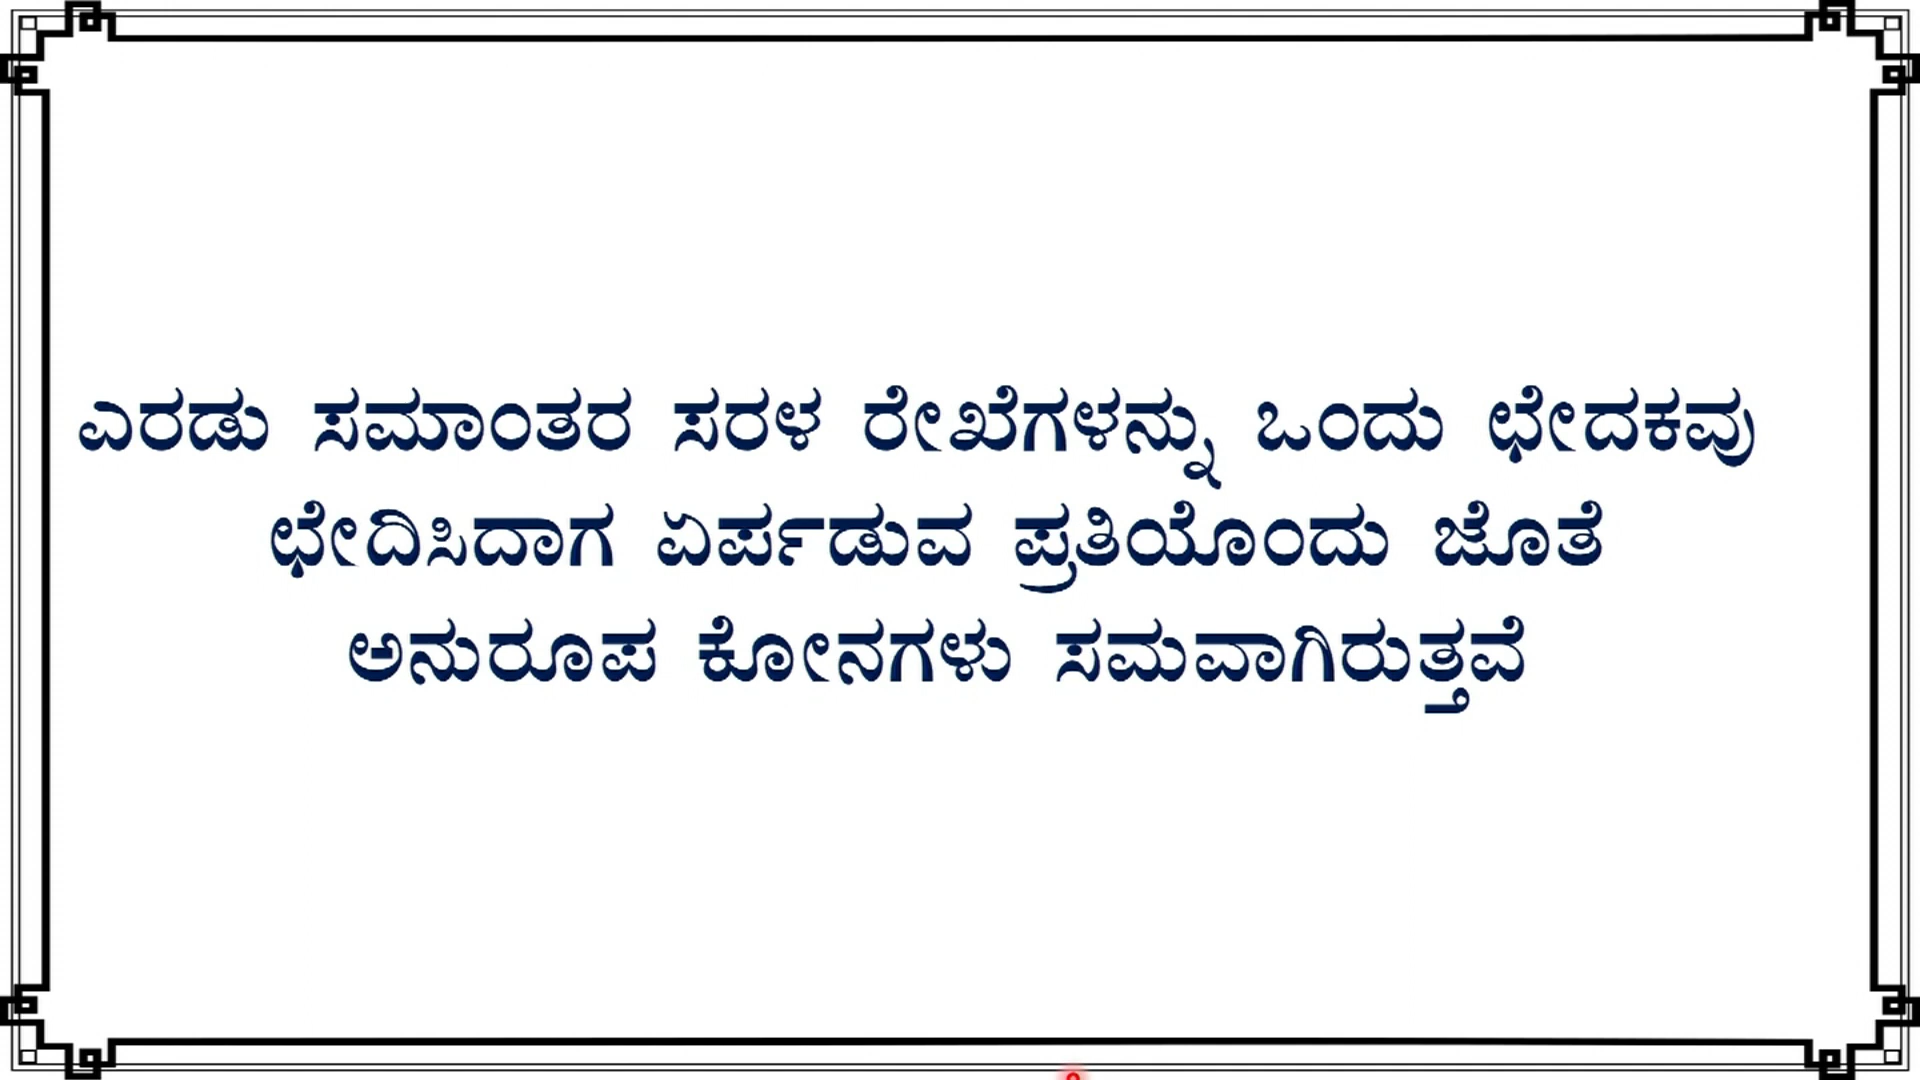 ಎರಡು ಸಮಾಂತರ ಸರಳ ರೇಖೆಗಳನ್ನು ಒಂದು ಛೇದಕವು
ಛೇದಿಸಿದಾಗ ಏರ್ಪಡುವ ಪ್ರತಿಯೊಂದು ಜೊತೆ
ಅನುರೂಪ ಕೋನಗಳು ಸಮವಾಗಿರುತ್ತವೆ